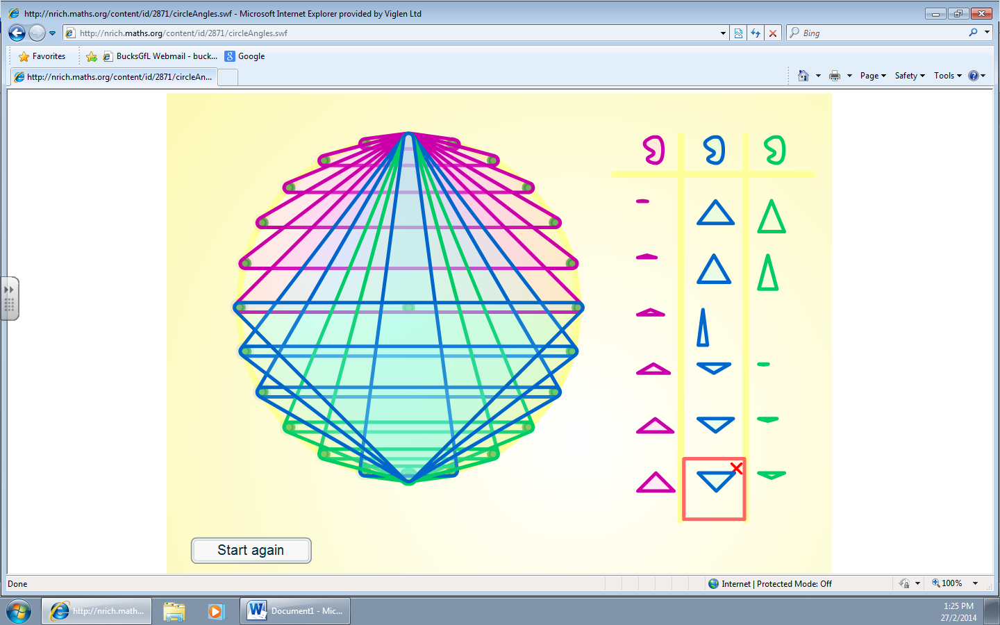 http://nrich.maths.org/content/id/2871/circleAngles.swf - Microsoft Internet Explorer provided by Viglen Ltd
http://nrich.maths.org/content/id/2871/circleAngles.swf
Bing
Favorites
BucksGfL Webmail - buck...
Google
http://nrich.maths.org/content/id/2871/circleAn...
Page
Safety
Tools
Start again
Done
Internet | Protected Mode: Off
100%
http://nrich.math...
Document1 - Mic...
1:25 PM
27/2/2014